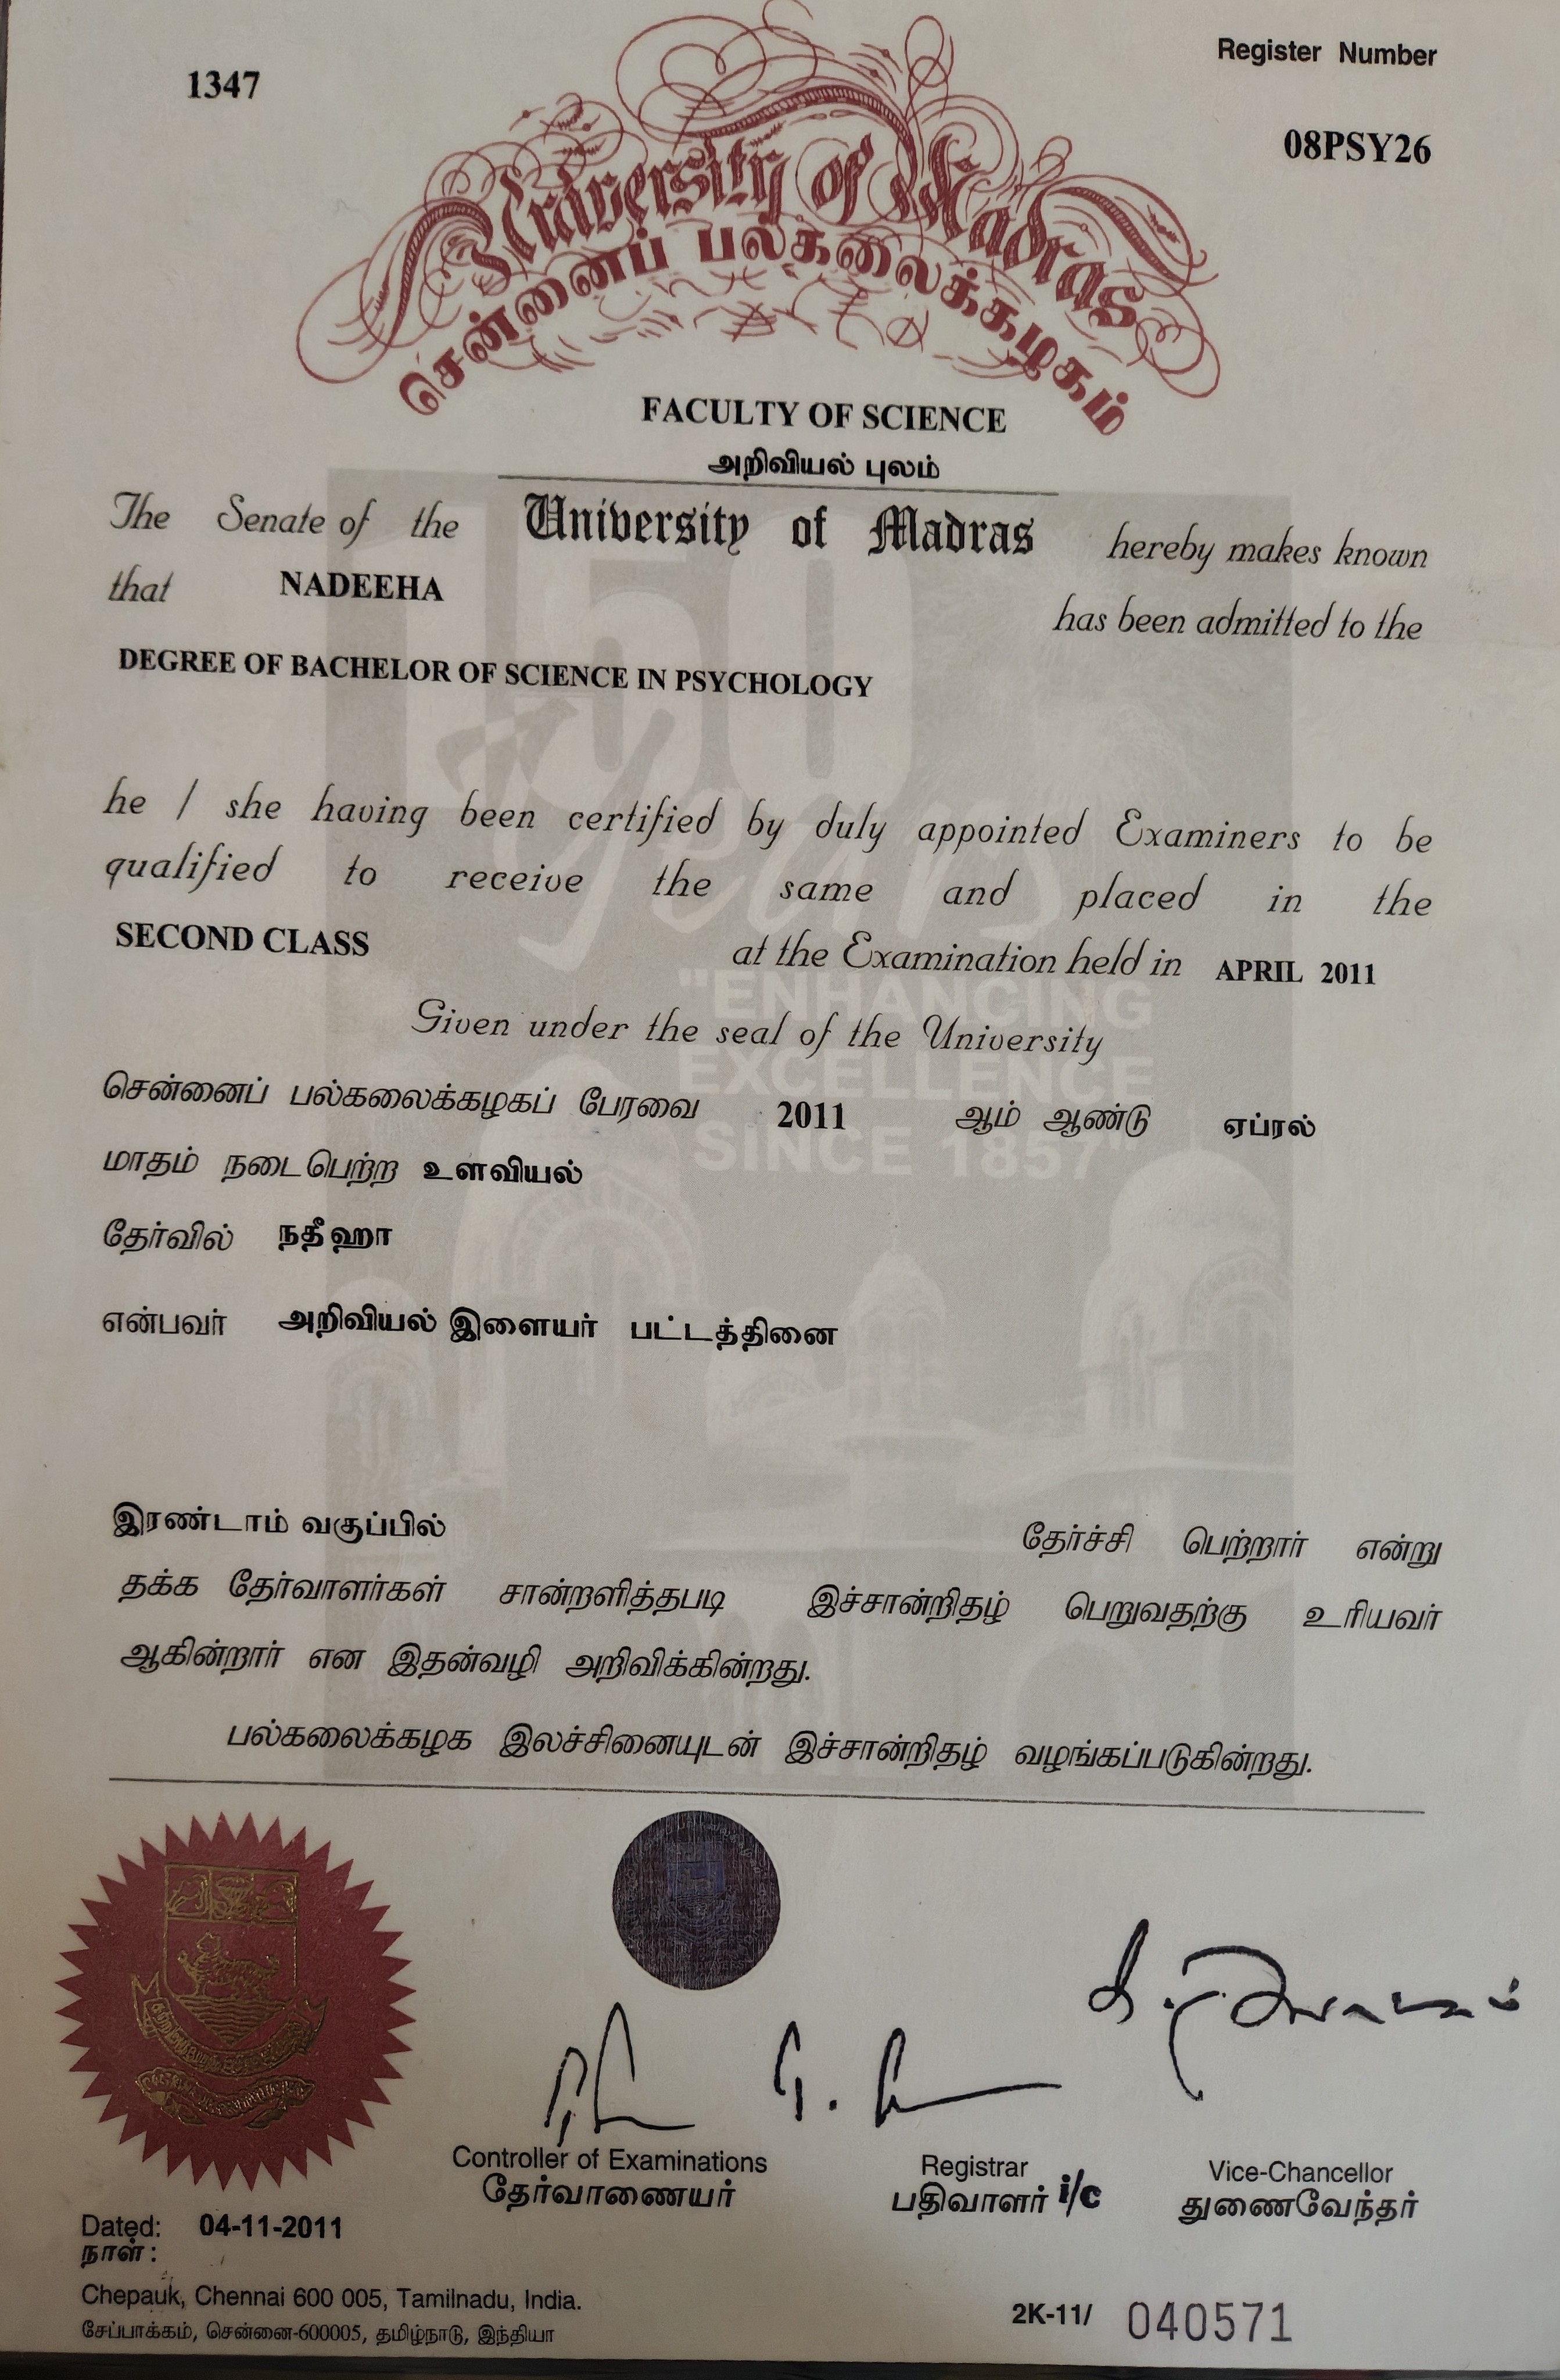 1347
Register Number
08PSY26
University of Madras
சென்னைப் பல்கலைக்கழகம்
FACULTY OF SCIENCE
அறிவியல் புலம்
The Senate of the University of Madras hereby makes known
that NADEEHA has been admitted to the
DEGREE OF BACHELOR OF SCIENCE IN PSYCHOLOGY
he / she having been certified by duly appointed Examiners to be
qualified to receive the same and placed in the
SECOND CLASS at the Examination held in APRIL 2011
Given under the seal of the University
150
Years
"ENHANCING
EXCELLENCE
SINCE 1857"
சென்னைப் பல்கலைக்கழகப் பேரவை 2011 ஆம் ஆண்டு ஏப்ரல்
மாதம் நடைபெற்ற உளவியல்
தேர்வில் நதீஹா
என்பவர் அறிவியல் இளையர் பட்டத்தினை
இரண்டாம் வகுப்பில் தேர்ச்சி பெற்றார் என்று
தக்க தேர்வாளர்கள் சான்றளித்தபடி இச்சான்றிதழ் பெறுவதற்கு உரியவர்
ஆகின்றார் என இதன்வழி அறிவிக்கின்றது.
பல்கலைக்கழக இலச்சினையுடன் இச்சான்றிதழ் வழங்கப்படுகின்றது.
Controller of Examinations
தேர்வாணையர்
Registrar
பதிவாளர் i/c
Vice-Chancellor
துணைவேந்தர்
Dated: 04-11-2011
நாள் :
Chepauk, Chennai 600 005, Tamilnadu, India.
சேப்பாக்கம், சென்னை-600005, தமிழ்நாடு, இந்தியா
2K-11/ 040571